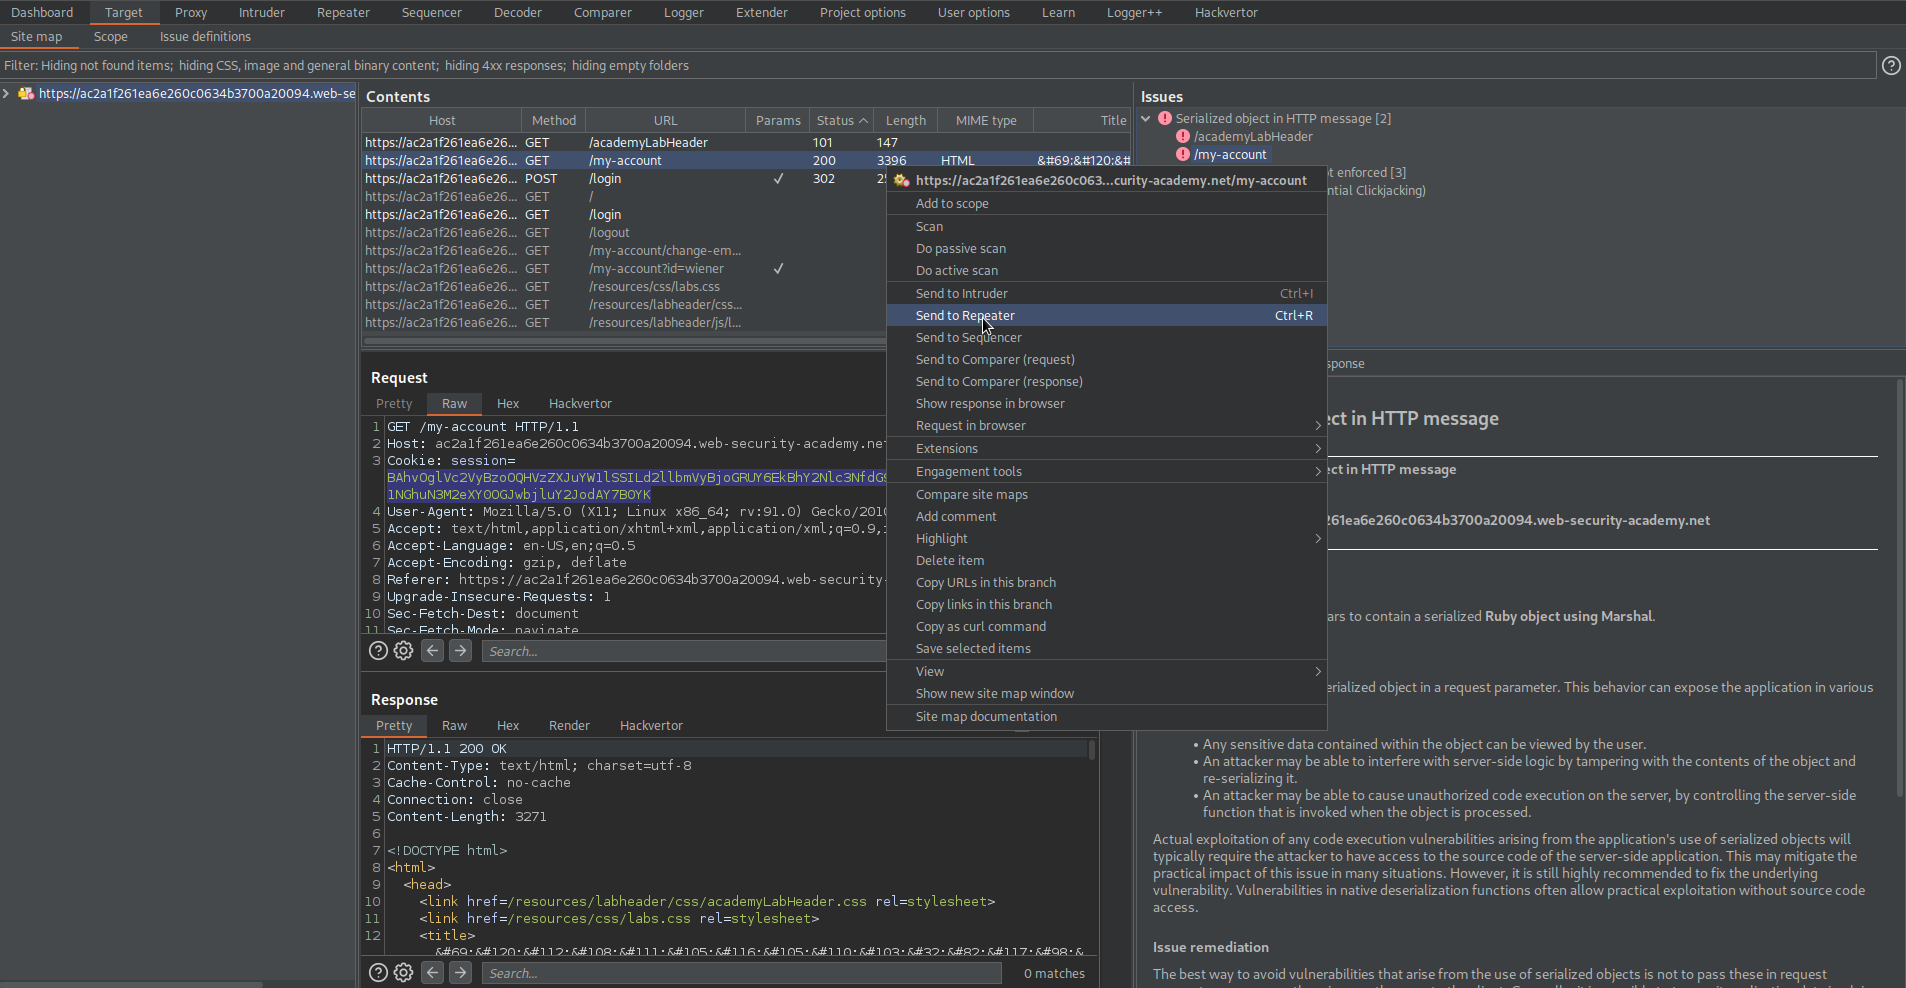 Dashboard Target Proxy Intruder Repeater Sequencer Decoder Comparer Logger Extender Project options User options Learn Logger++ Hackvertor
Site map Scope Issue definitions
Filter: Hiding not found items; hiding CSS, image and general binary content; hiding 4xx responses; hiding empty folders
https://ac2a1f261ea6e260c0634b3700a20094.web-se
Contents
Host Method URL Params Status Length MIME type Title
https://ac2a1f261ea6e26... GET /academyLabHeader 101 147
https://ac2a1f261ea6e26... GET /my-account 200 3396 HTML &#69;&#120;&#
https://ac2a1f261ea6e26... POST /login ✓ 302
https://ac2a1f261ea6e26... GET /
https://ac2a1f261ea6e26... GET /login
https://ac2a1f261ea6e26... GET /logout
https://ac2a1f261ea6e26... GET /my-account/change-em...
https://ac2a1f261ea6e26... GET /my-account?id=wiener ✓
https://ac2a1f261ea6e26... GET /resources/css/labs.css
https://ac2a1f261ea6e26... GET /resources/labheader/css...
https://ac2a1f261ea6e26... GET /resources/labheader/js/l...
https://ac2a1f261ea6e260c063...curity-academy.net/my-account
Add to scope
Scan
Do passive scan
Do active scan
Send to Intruder Ctrl+I
Send to Repeater Ctrl+R
Send to Sequencer
Send to Comparer (request)
Send to Comparer (response)
Show response in browser
Request in browser
Extensions
Engagement tools
Compare site maps
Add comment
Highlight
Delete item
Copy URLs in this branch
Copy links in this branch
Copy as curl command
Save selected items
View
Show new site map window
Site map documentation
Request
Pretty Raw Hex Hackvertor
1 GET /my-account HTTP/1.1
2 Host: ac2a1f261ea6e260c0634b3700a20094.web-security-academy.net
3 Cookie: session=
BAhvOglVc2VyBzoOQHVzZXJuYW1lSSILd2llbmVyBjoGRUY6EkBhY2Nlc3NfdG
1NGhuN3M2eXY0OGJwbjluY2JodAY7B0YK
4 User-Agent: Mozilla/5.0 (X11; Linux x86_64; rv:91.0) Gecko/2010
5 Accept: text/html,application/xhtml+xml,application/xml;q=0.9,i
6 Accept-Language: en-US,en;q=0.5
7 Accept-Encoding: gzip, deflate
8 Referer: https://ac2a1f261ea6e260c0634b3700a20094.web-security-
9 Upgrade-Insecure-Requests: 1
10 Sec-Fetch-Dest: document
11 Sec-Fetch-Mode: navigate
Search...
Response
Pretty Raw Hex Render Hackvertor
1 HTTP/1.1 200 OK
2 Content-Type: text/html; charset=utf-8
3 Cache-Control: no-cache
4 Connection: close
5 Content-Length: 3271
6
7 <!DOCTYPE html>
8 <html>
9 <head>
10 <link href=/resources/labheader/css/academyLabHeader.css rel=stylesheet>
11 <link href=/resources/css/labs.css rel=stylesheet>
12 <title>
&#69;&#120;&#112;&#108;&#111;&#105;&#116;&#105;&#110;&#103;&#32;&#82;&#117;&#98;&
Search... 0 matches
Issues
Serialized object in HTTP message [2]
/academyLabHeader
/my-account
t enforced [3]
ntial Clickjacking)
sponse
ct in HTTP message
ct in HTTP message
261ea6e260c0634b3700a20094.web-security-academy.net
ars to contain a serialized Ruby object using Marshal.
erialized object in a request parameter. This behavior can expose the application in various
• Any sensitive data contained within the object can be viewed by the user.
• An attacker may be able to interfere with server-side logic by tampering with the contents of the object and
re-serializing it.
• An attacker may be able to cause unauthorized code execution on the server, by controlling the server-side
function that is invoked when the object is processed.
Actual exploitation of any code execution vulnerabilities arising from the application's use of serialized objects will
typically require the attacker to have access to the source code of the server-side application. This may mitigate the
practical impact of this issue in many situations. However, it is still highly recommended to fix the underlying
vulnerability. Vulnerabilities in native deserialization functions often allow practical exploitation without source code
access.
Issue remediation
The best way to avoid vulnerabilities that arise from the use of serialized objects is not to pass these in request